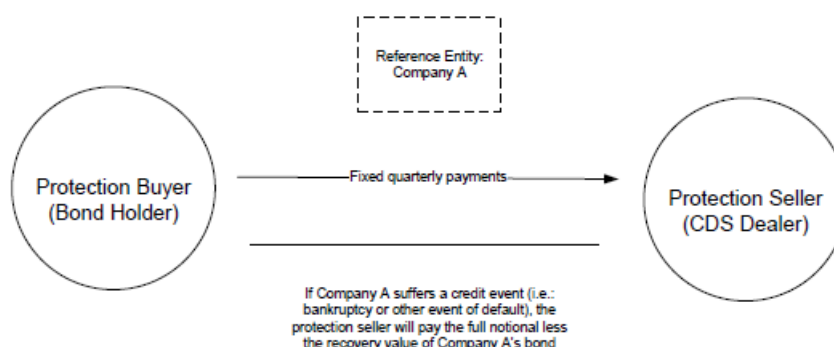 Reference Entity:
Company A
Protection Buyer
(Bond Holder)
Fixed quarterly payments
Protection Seller
(CDS Dealer)
If Company A suffers a credit event (i.e.:
bankruptcy or other event of default), the
protection seller will pay the full notional less
the recovery value of Company A's bond